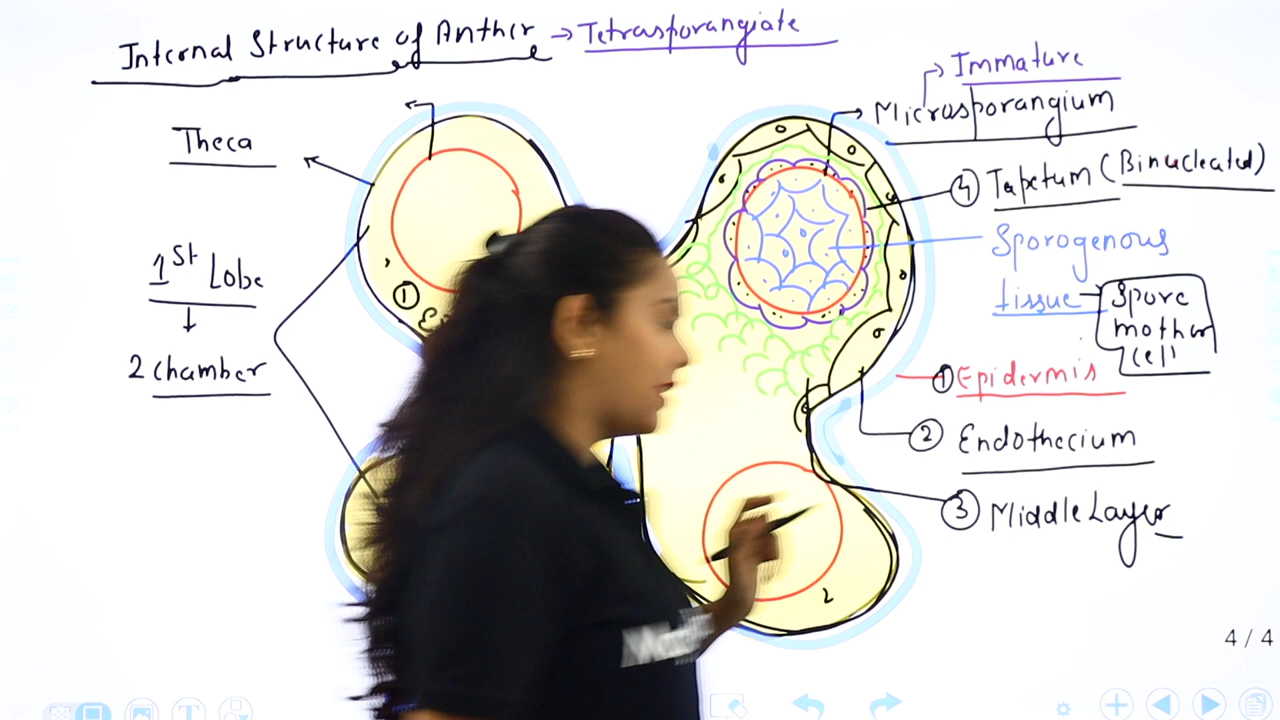 Internal Structure of Anther → Tetrasporangiate
Immature
Microsporangium
Theca
④ Tapetum (Binucleated)
Sporogenous
tissue
Spore
mother
cell
1st Lobe
2 chamber
①
① Epidermis
② Endothecium
③ Middle Layer
2
4 / 4